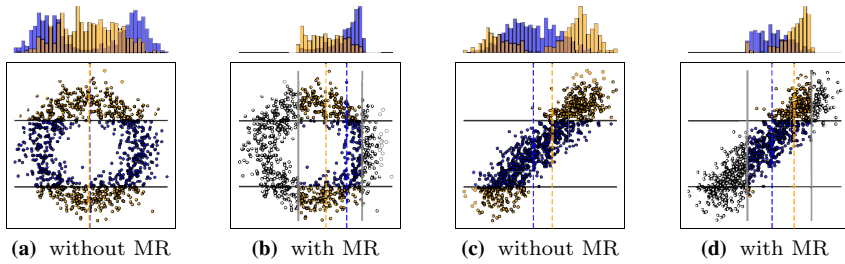 (a) without MR
(b) with MR
(c) without MR
(d) with MR